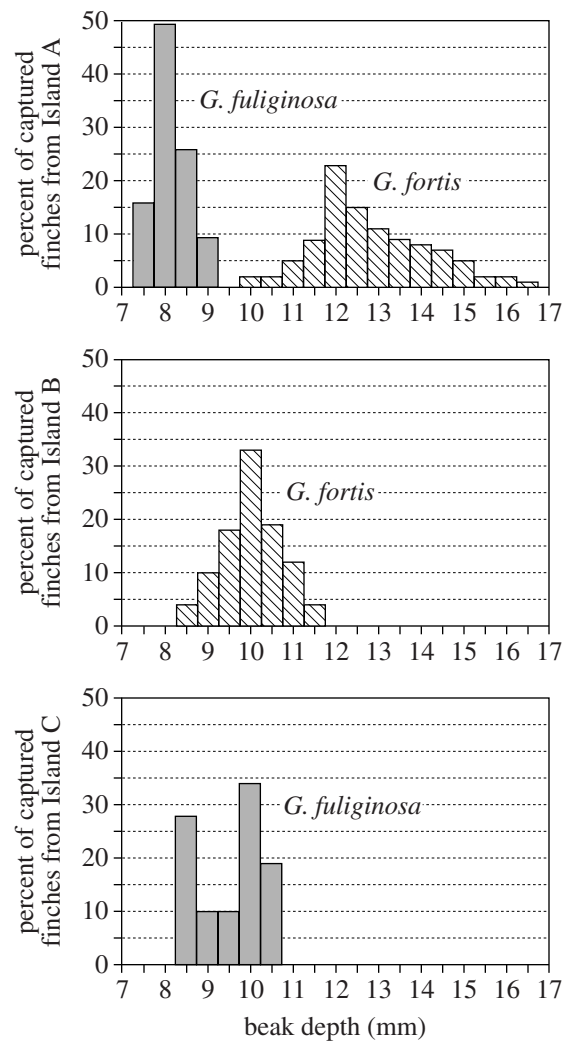 percent of captured
finches from Island A
50
40
30
20
10
0
G. fuliginosa
G. fortis
7 8 9 10 11 12 13 14 15 16 17
percent of captured
finches from Island B
50
40
30
20
10
0
G. fortis
7 8 9 10 11 12 13 14 15 16 17
percent of captured
finches from Island C
50
40
30
20
10
0
G. fuliginosa
7 8 9 10 11 12 13 14 15 16 17
beak depth (mm)